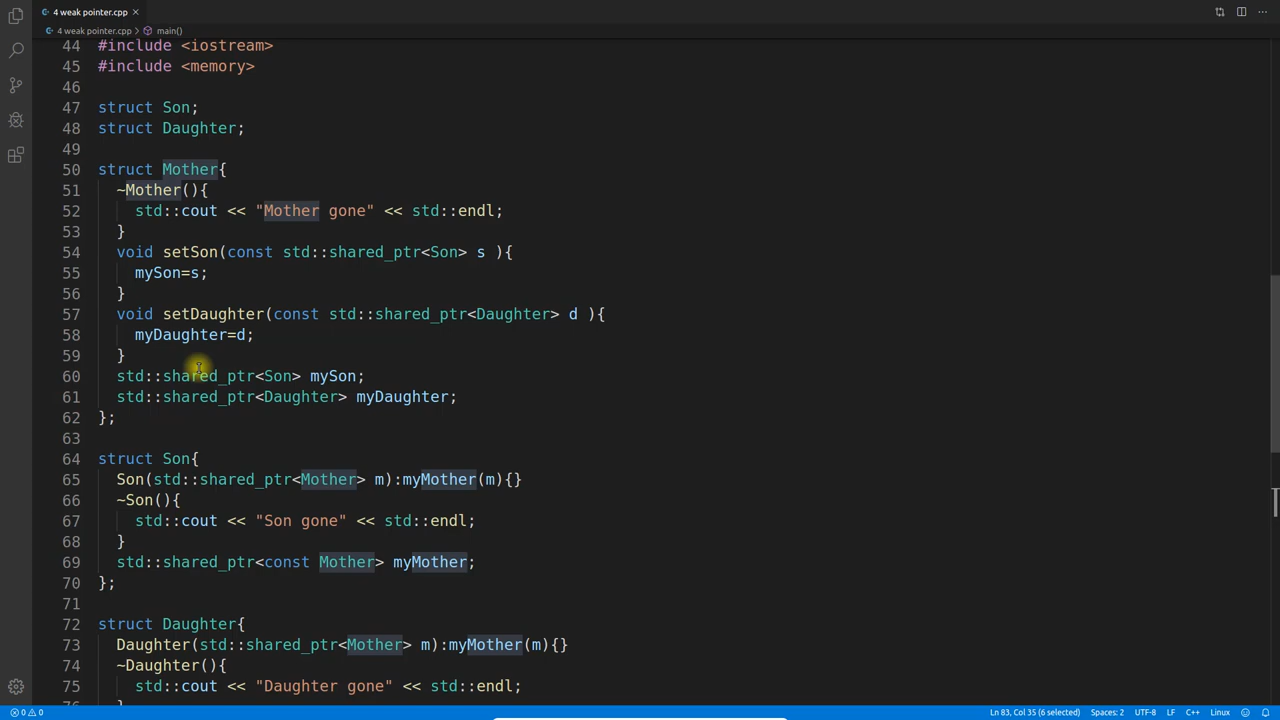 4 weak pointer.cpp
4 weak pointer.cpp > main()
44 #include <iostream>
45 #include <memory>
46
47 struct Son;
48 struct Daughter;
49
50 struct Mother{
51 ~Mother(){
52 std::cout << "Mother gone" << std::endl;
53 }
54 void setSon(const std::shared_ptr<Son> s ){
55 mySon=s;
56 }
57 void setDaughter(const std::shared_ptr<Daughter> d ){
58 myDaughter=d;
59 }
60 std::shared_ptr<Son> mySon;
61 std::shared_ptr<Daughter> myDaughter;
62 };
63
64 struct Son{
65 Son(std::shared_ptr<Mother> m):myMother(m){}
66 ~Son(){
67 std::cout << "Son gone" << std::endl;
68 }
69 std::shared_ptr<const Mother> myMother;
70 };
71
72 struct Daughter{
73 Daughter(std::shared_ptr<Mother> m):myMother(m){}
74 ~Daughter(){
75 std::cout << "Daughter gone" << std::endl;
0 0 Ln 83, Col 35 (6 selected) Spaces: 2 UTF-8 LF C++ Linux